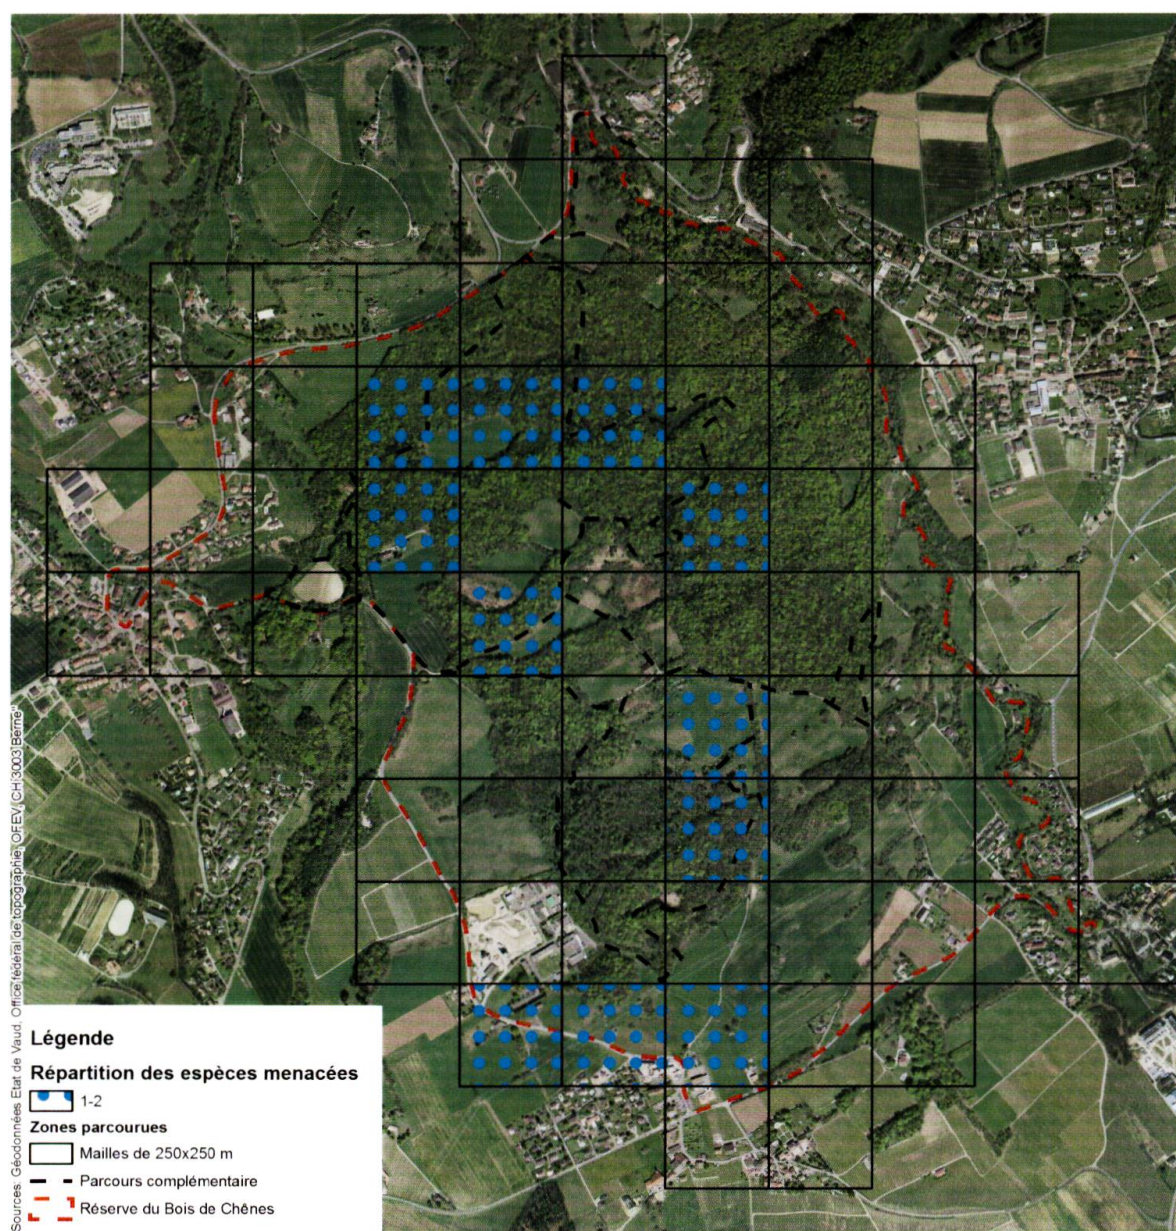 Légende
Répartition des espèces menacées
1-2
Zones parcourues
Mailles de 250x250 m
Parcours complémentaire
Réserve du Bois de Chênes
Sources: Géodonnées Etat de Vaud, Office fédéral de topographie, OFEV, CH 3003 Berne"